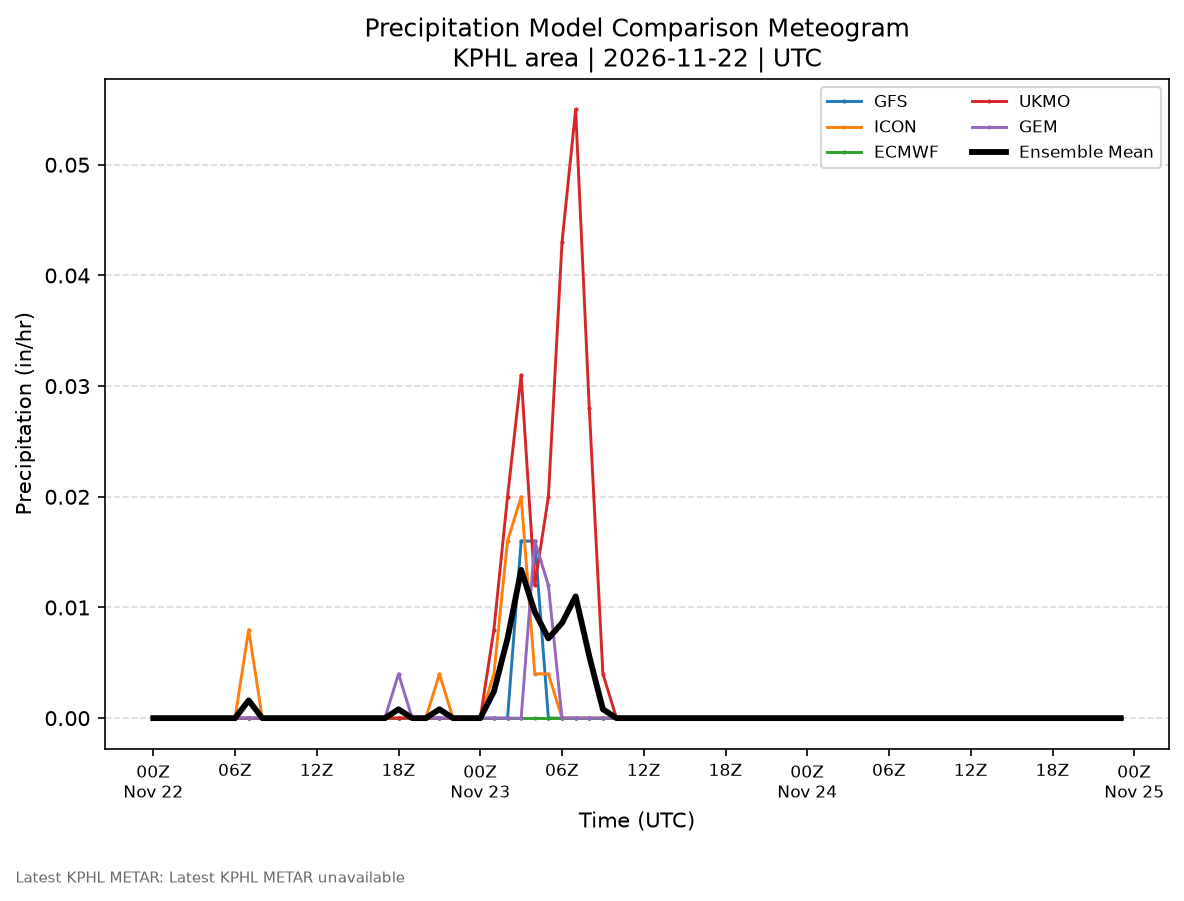 Precipitation Model Comparison Meteogram
KPHL area | 2026-11-22 | UTC
GFS
ICON
ECMWF
UKMO
GEM
Ensemble Mean
Precipitation (in/hr)
0.05
0.04
0.03
0.02
0.01
0.00
00Z 06Z 12Z 18Z 00Z 06Z 12Z 18Z 00Z 06Z 12Z 18Z 00Z
Nov 22 Nov 23 Nov 24 Nov 25
Time (UTC)
Latest KPHL METAR: Latest KPHL METAR unavailable